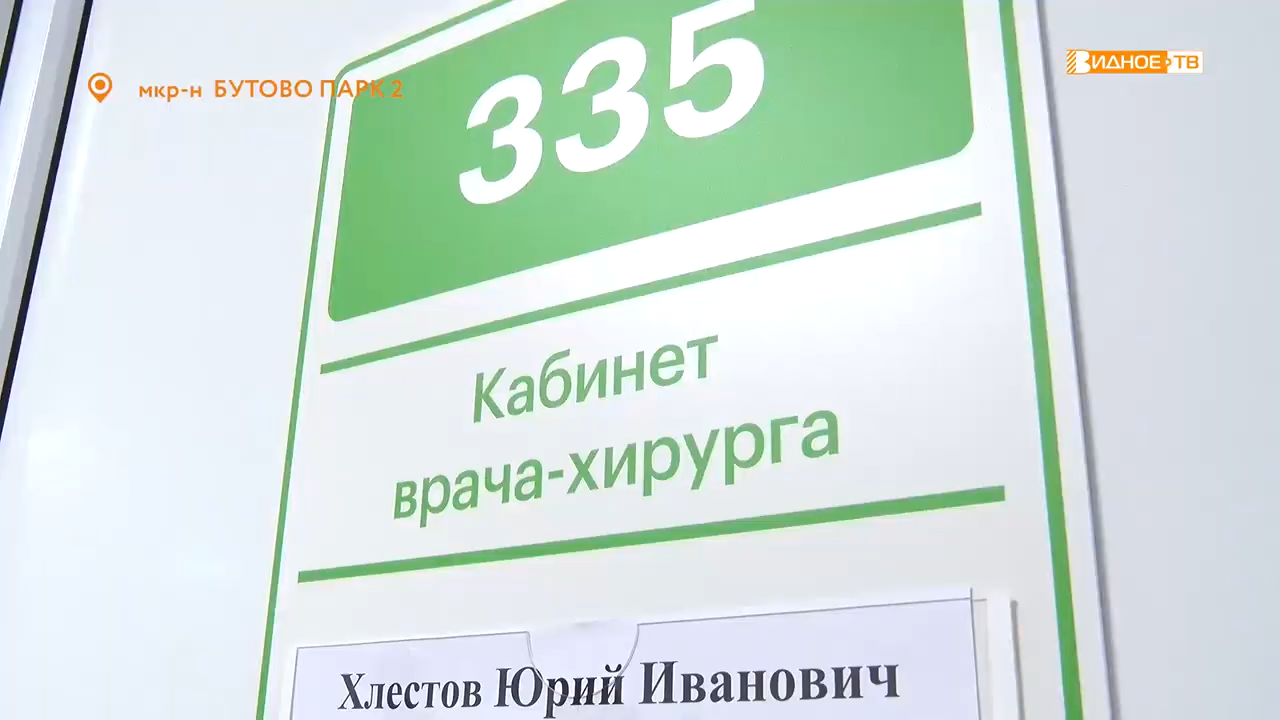 мкр-н БУТОВО ПАРК 2
ВИДНОЕ ТВ
335
Кабинет
врача-хирурга
Хлестов Юрий Иванович